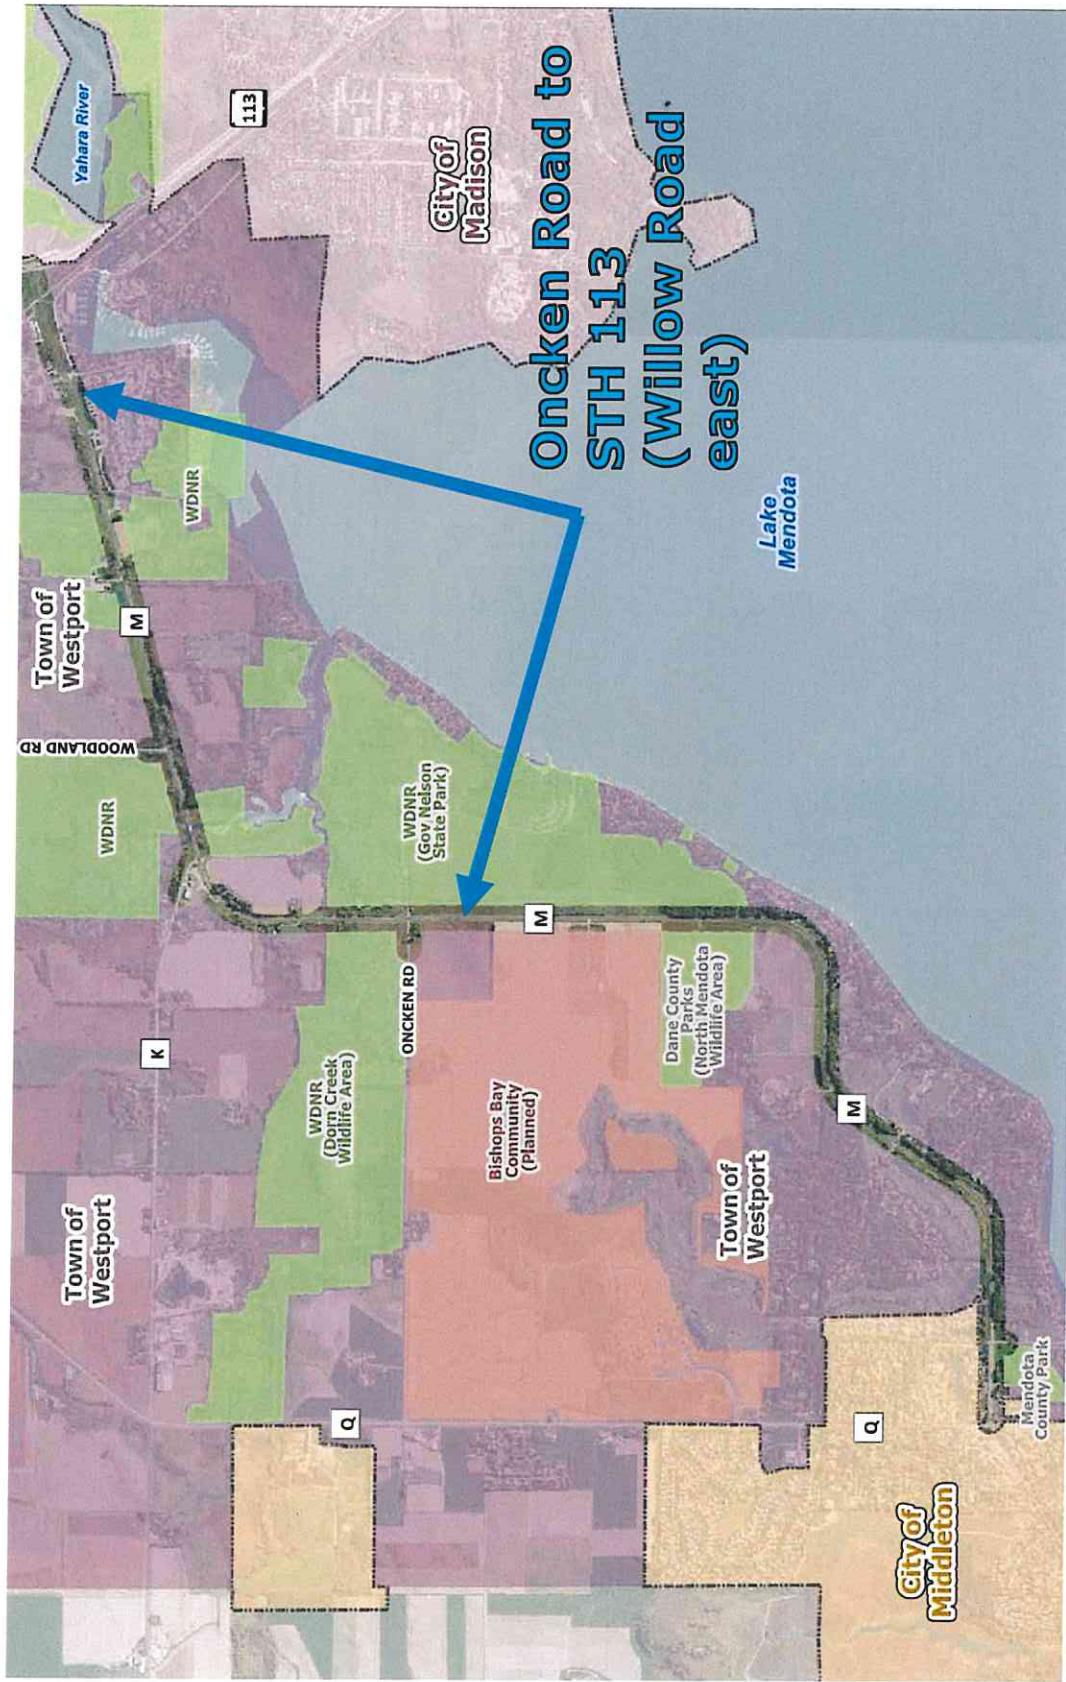 Town of
Westport
Yahara River
Town of
Westport
WOODLAND RD
WDNR
M
K
WDNR
113
WDNR
(Dorn Creek
Wildlife Area)
Q
ONCKEN RD
WDNR
(Gov Nelson
State Park)
City of
Madison
Bishops Bay
Community
(Planned)
M
Oncken Road to
STH 113
(Willow Road
east)
Dane County
Parks
(North Mendota
Wildlife Area)
Town of
Westport
Lake
Mendota
M
Q
City of
Middleton
Mendota
County Park